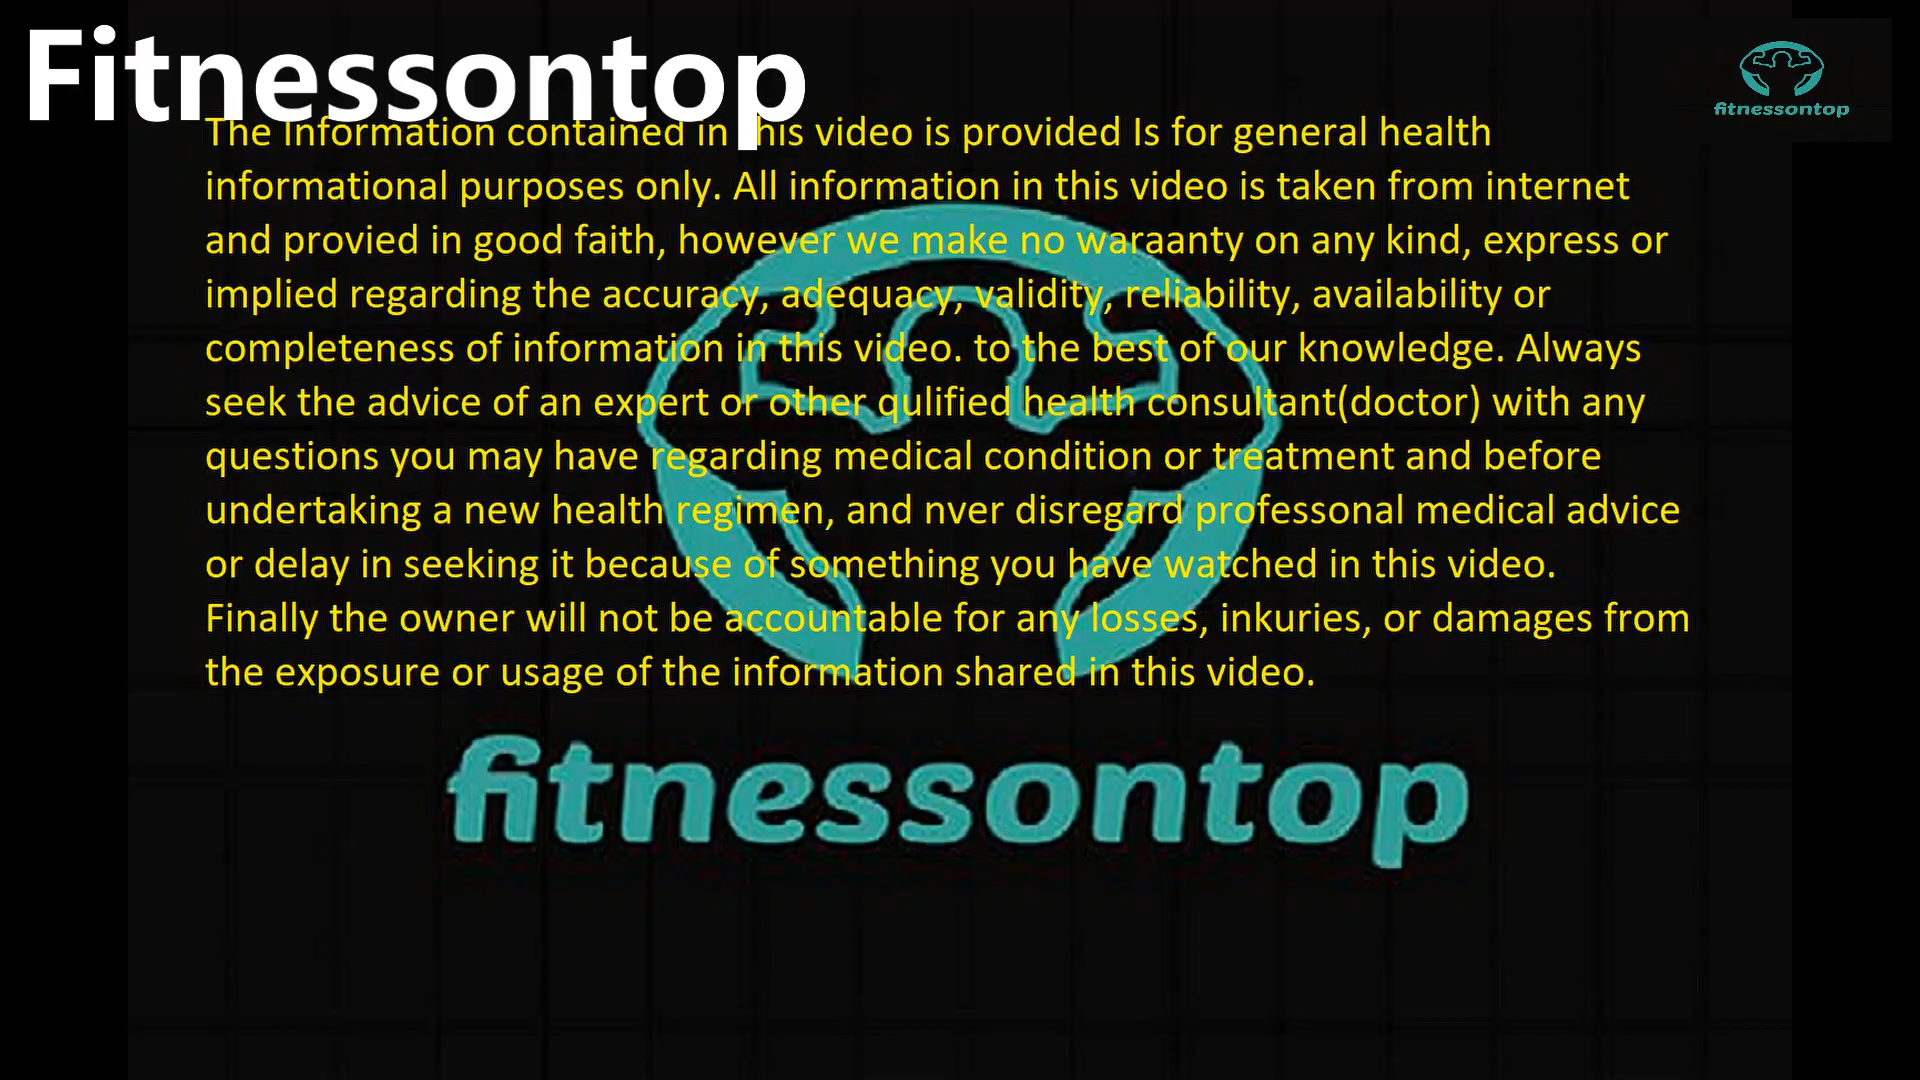 Fitnessontop
fitnessontop
The Information contained in this video is provided Is for general health
informational purposes only. All information in this video is taken from internet
and provied in good faith, however we make no waraanty on any kind, express or
implied regarding the accuracy, adequacy, validity, reliability, availability or
completeness of information in this video. to the best of our knowledge. Always
seek the advice of an expert or other qulified health consultant(doctor) with any
questions you may have regarding medical condition or treatment and before
undertaking a new health regimen, and nver disregard professonal medical advice
or delay in seeking it because of something you have watched in this video.
Finally the owner will not be accountable for any losses, inkuries, or damages from
the exposure or usage of the information shared in this video.
fitnessontop